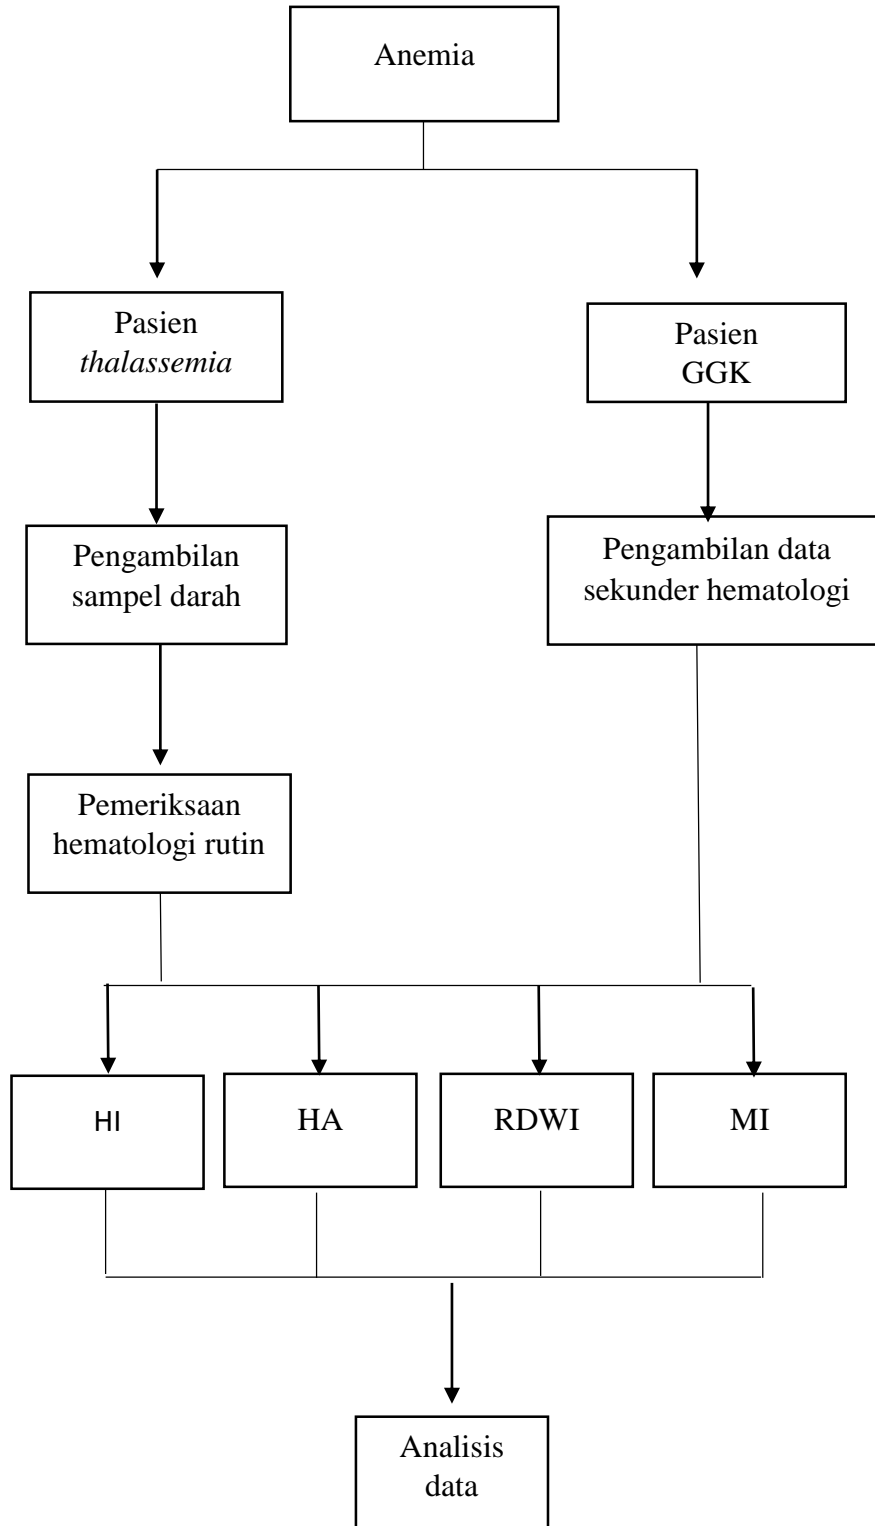 Anemia
Pasien
thalassemia
Pasien
GGK
Pengambilan
sampel darah
Pengambilan data
sekunder hematologi
Pemeriksaan
hematologi rutin
HI
HA
RDWI
MI
Analisis
data